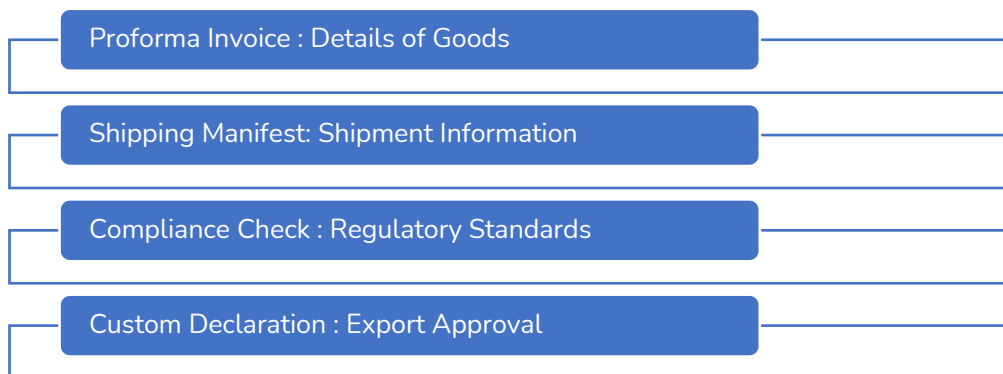 Proforma Invoice : Details of Goods
Shipping Manifest: Shipment Information
Compliance Check : Regulatory Standards
Custom Declaration : Export Approval